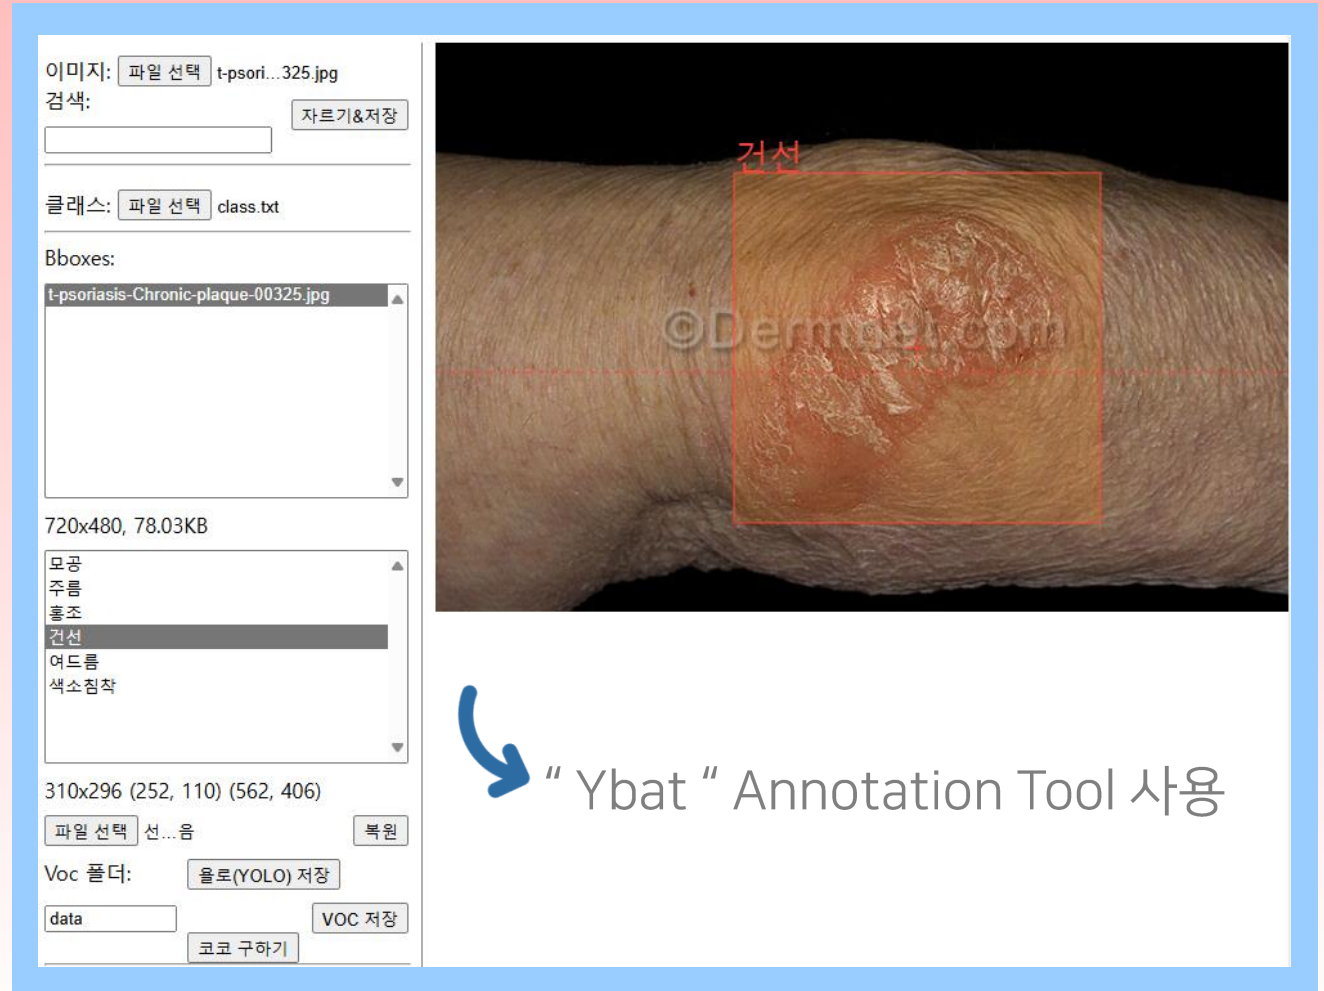 이미지: 파일 선택 t-psori...325.jpg
검색:
자르기&저장
클래스: 파일 선택 class.txt
Bboxes:
t-psoriasis-Chronic-plaque-00325.jpg
720x480, 78.03KB
모공
주름
홍조
건선
여드름
색소침착
310x296 (252, 110) (562, 406)
파일 선택 선...음 복원
Voc 폴더: 욜로(YOLO) 저장
data VOC 저장
코코 구하기
건선
©Dermnet.com
“ Ybat “ Annotation Tool 사용